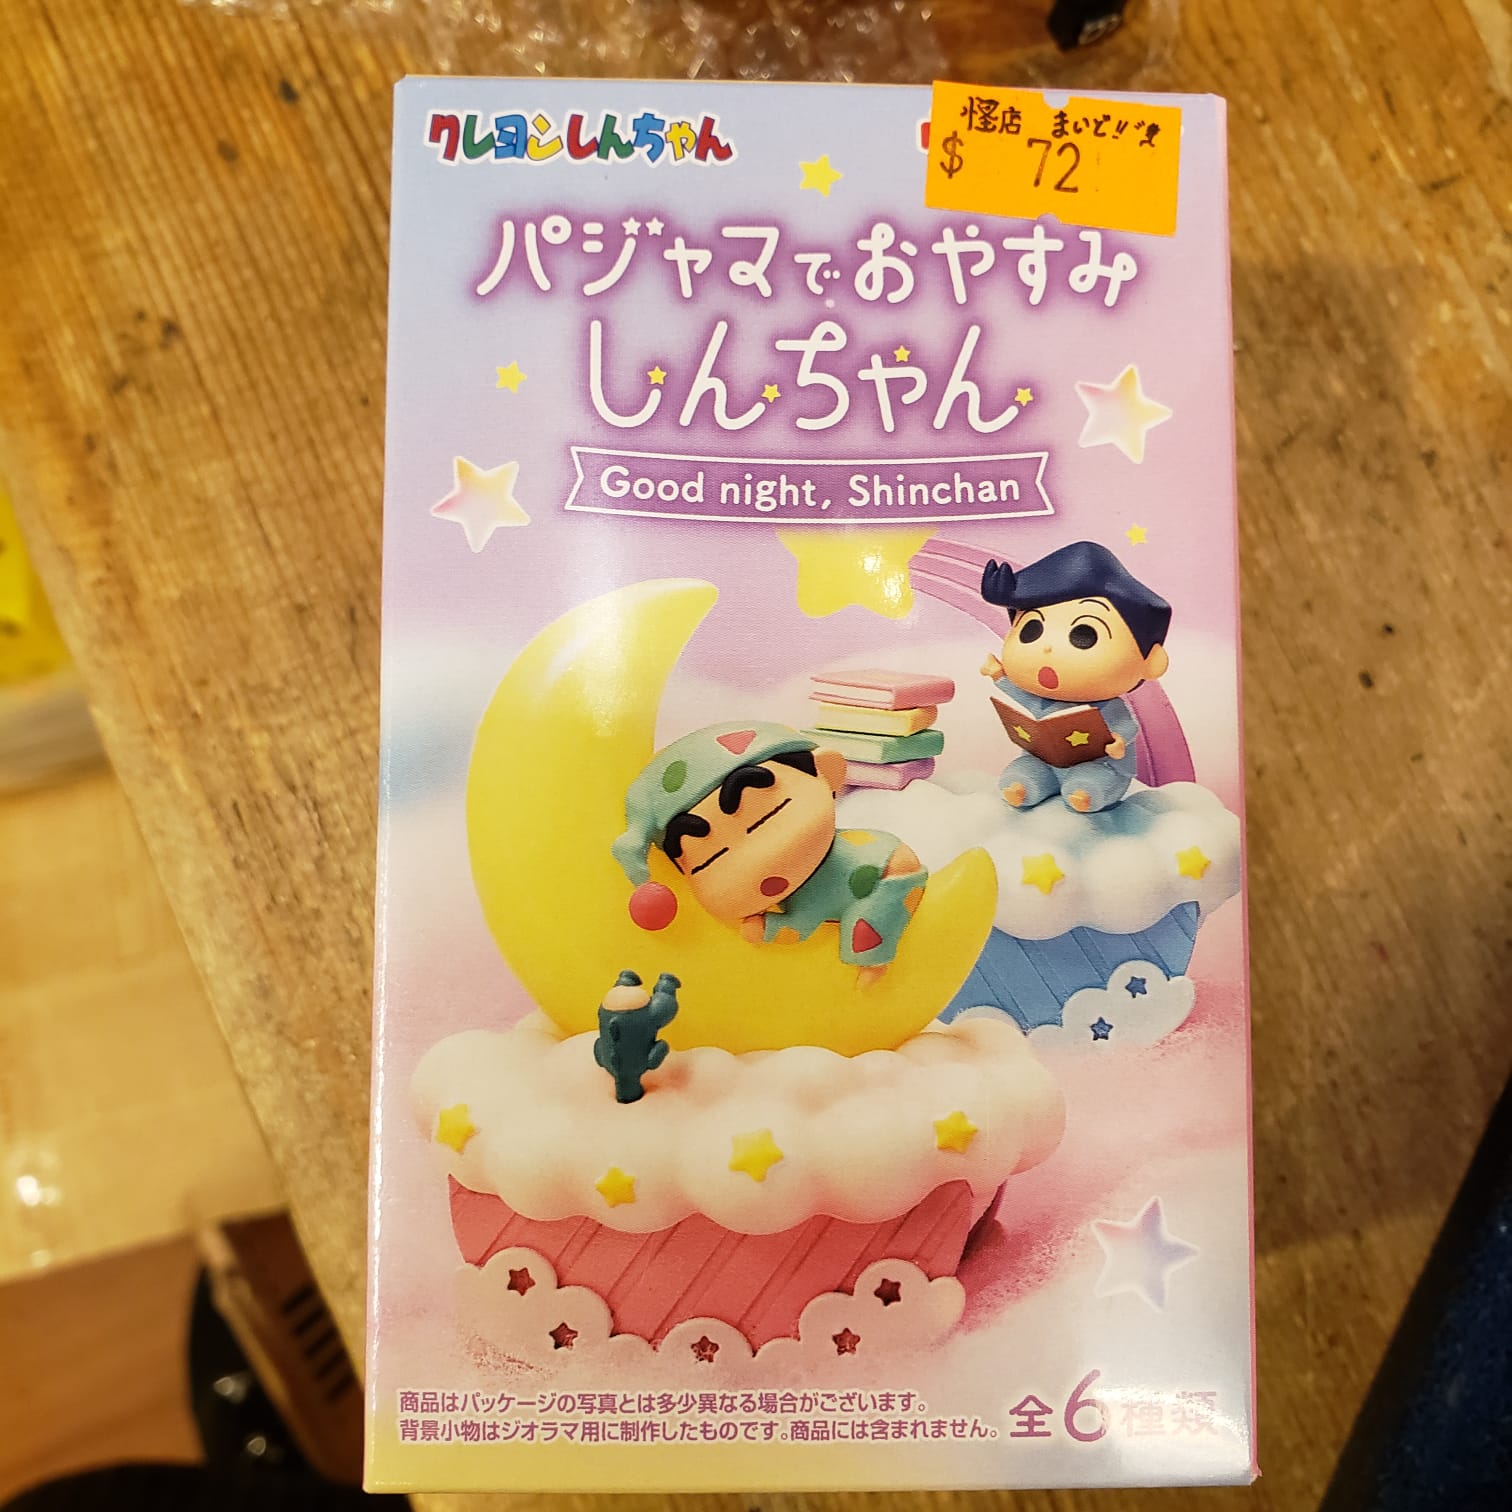 クレヨンしんちゃん
店 まいど!!
$ 72
パジャマでおやすみ
しんちゃん
Good night, Shinchan
商品はパッケージの写真とは多少異なる場合がございます。
背景小物はジオラマ用に制作したものです。商品には含まれません。
全6種類